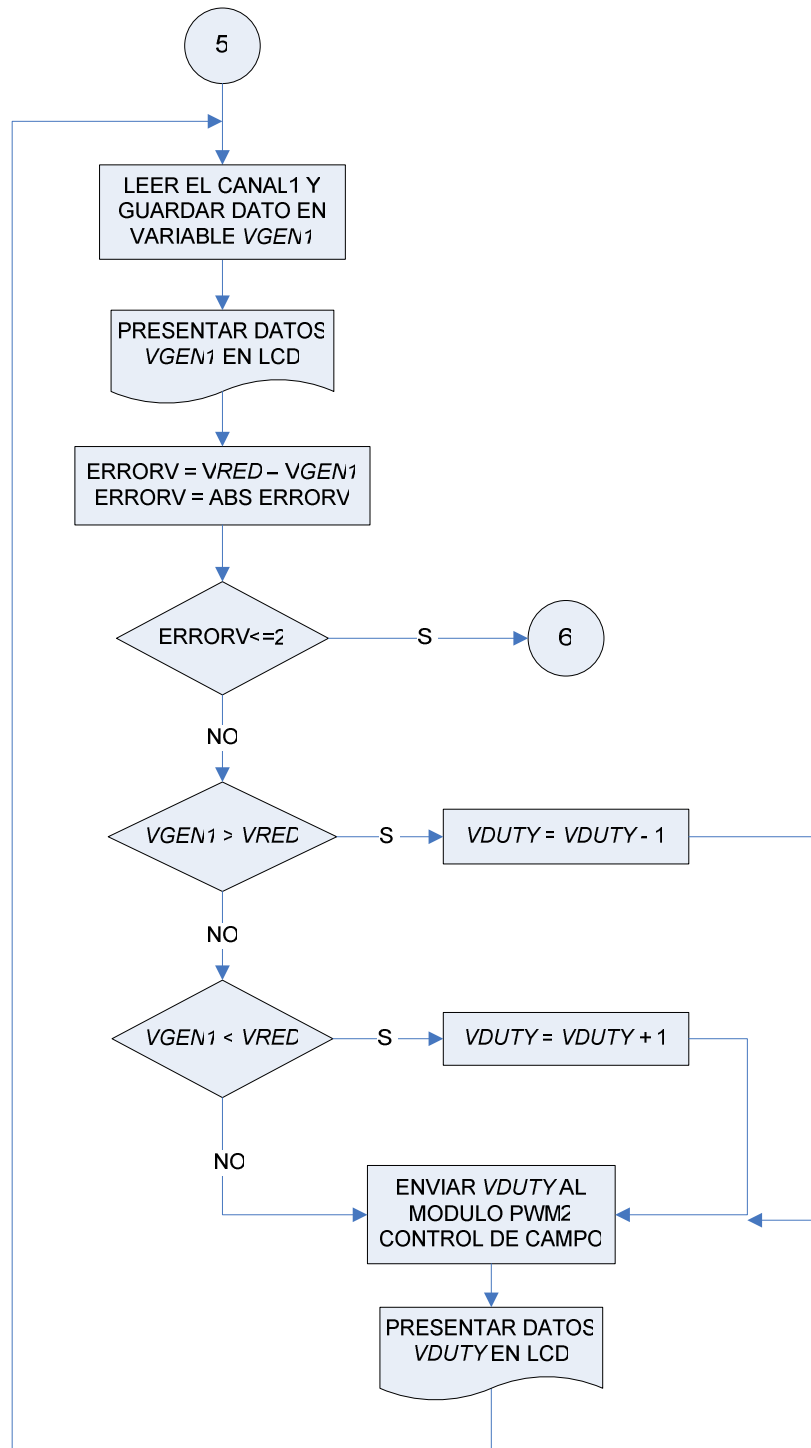 5
LEER EL CANAL1 Y
GUARDAR DATO EN
VARIABLE VGEN1
PRESENTAR DATOS
VGEN1 EN LCD
ERRORV = VRED – VGEN1
ERRORV = ABS ERRORV
ERRORV<=2
S
6
NO
VGEN1 > VRED
S
VDUTY = VDUTY - 1
NO
VGEN1 < VRED
S
VDUTY = VDUTY + 1
NO
ENVIAR VDUTY AL
MODULO PWM2
CONTROL DE CAMPO
PRESENTAR DATOS
VDUTY EN LCD